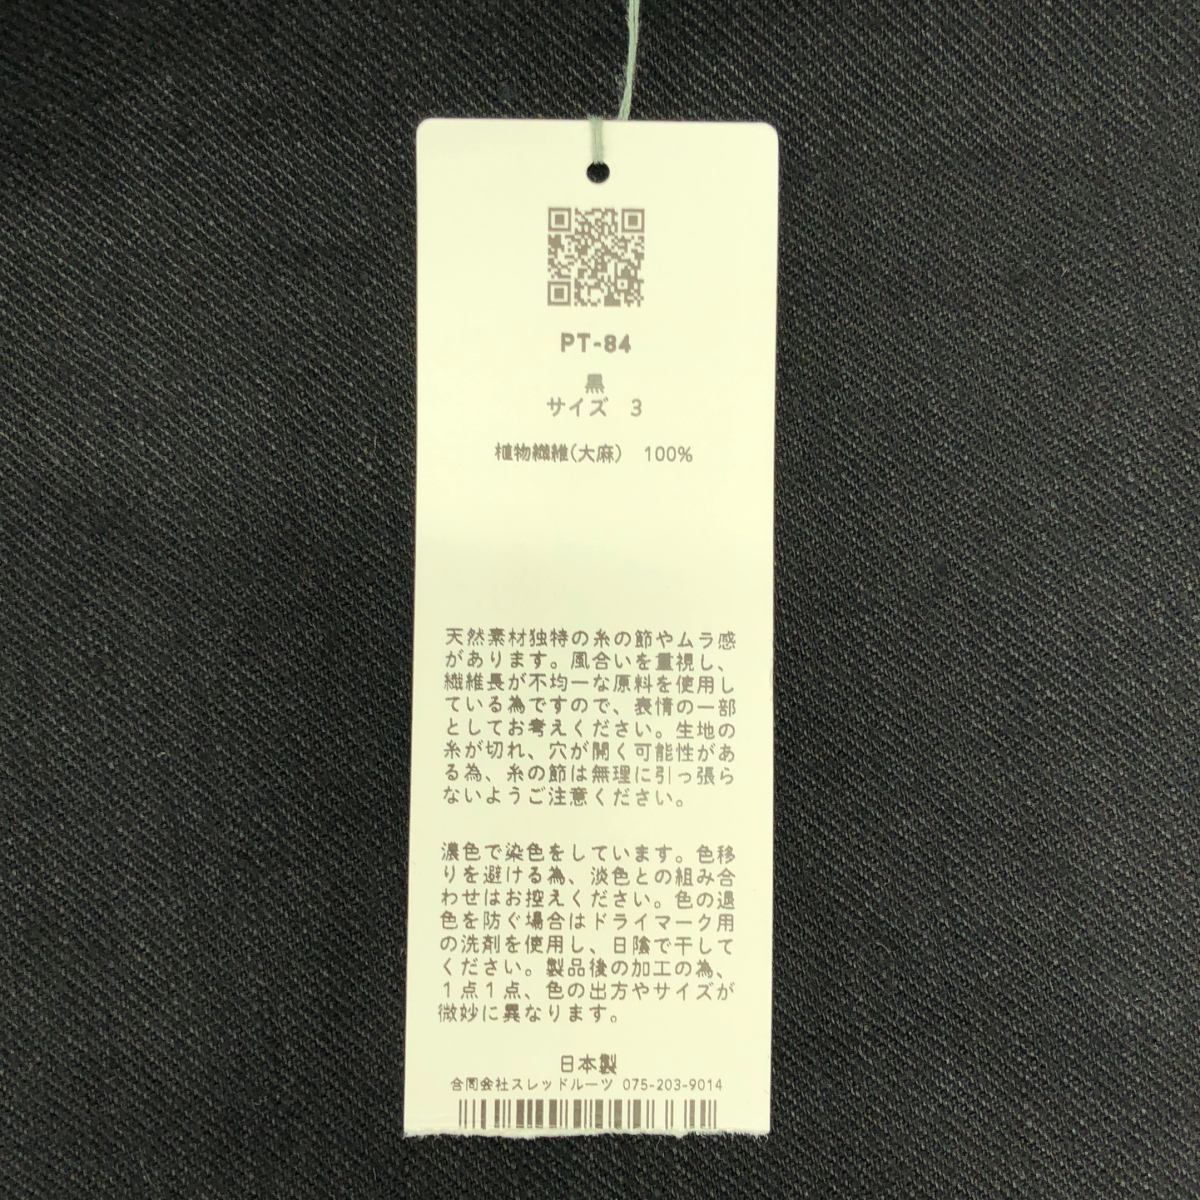 PT-84
黒
サイズ 3
植物繊維(大麻) 100%
天然素材独特の糸の節やムラ感
があります。風合いを重視し、
繊維長が不均一な原料を使用し
ている為ですので、表情の一部
としてお考えください。生地の
糸が切れ、穴が開く可能性があ
る為、糸の節は無理に引っ張ら
ないようご注意ください。
濃色で染色をしています。色移
りを避ける為、淡色との組み合
わせはお控えください。色の退
色を防ぐ場合はドライマーク用
の洗剤を使用し、日陰で干して
ください。製品後の加工の為、
1点1点、色の出方やサイズが
微妙に異なります。
日本製
合同会社スレッドルーツ 075-203-9014